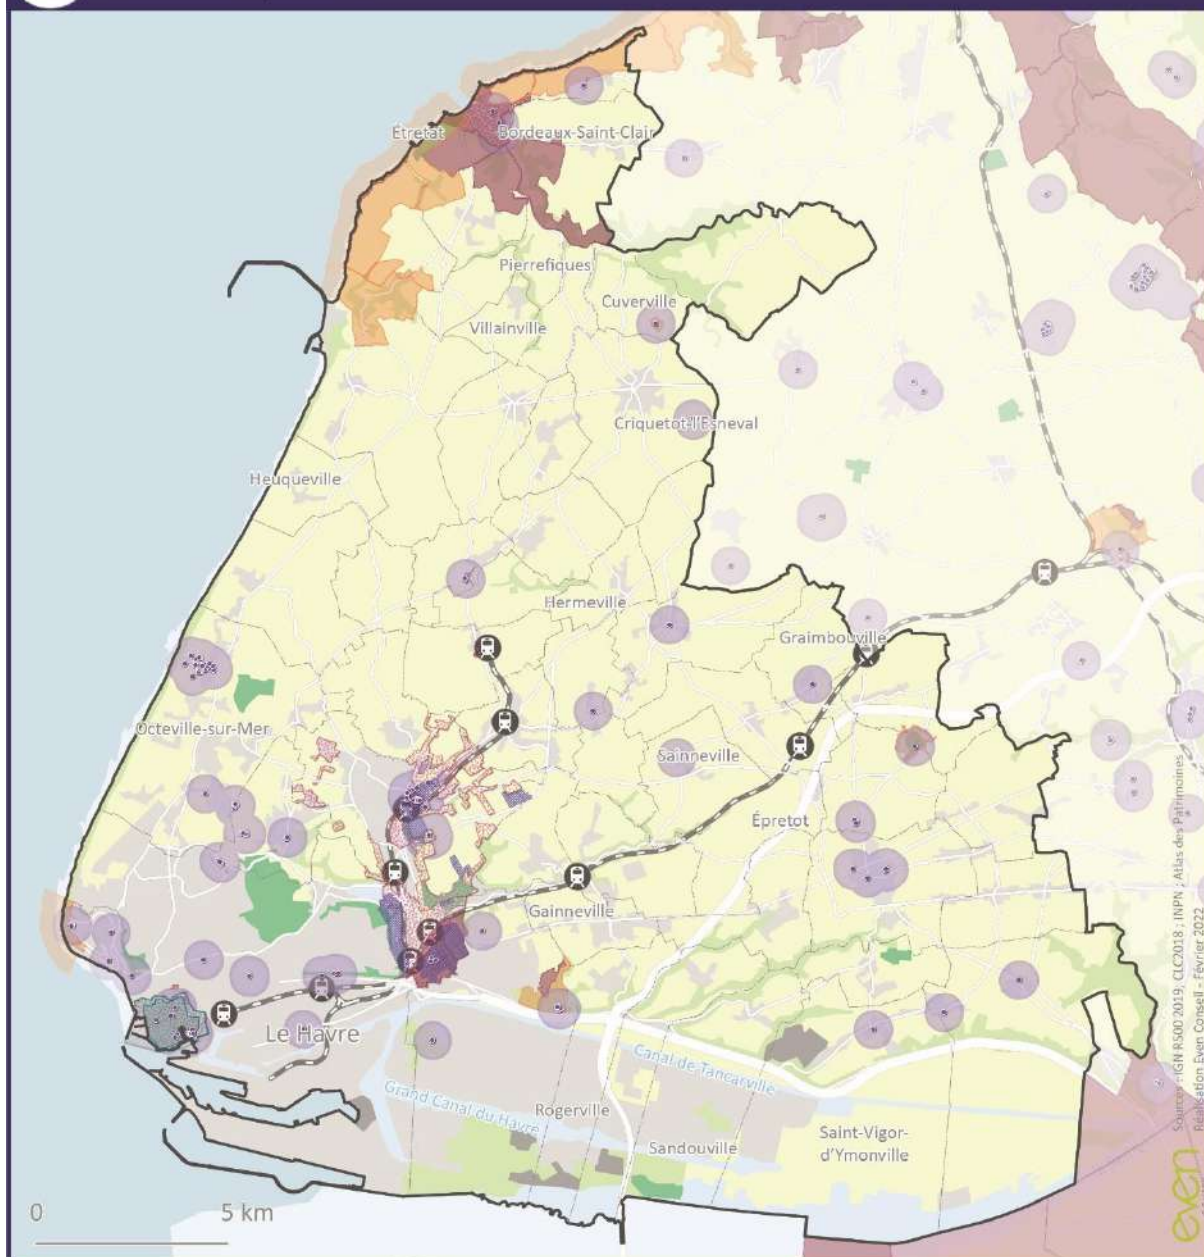 Étretat
Bordeaux-Saint-Clair
Pierrefiques
Cuverville
Villainville
Criquetot-l'Esneval
Heuqueville
Hermeville
Graimbouville
Octeville-sur-Mer
Sainneville
Épretot
Gainneville
Le Havre
Canal de Tancarville
Grand Canal du Havre
Rogerville
Sandouville
Saint-Vigor-
d'Ymonville
0 5 km
Sources : IGN R500 2019, CLC2018 ; INPN ; Atlas des Patrimoines
Réalisation Even Conseil - Février 2022
even